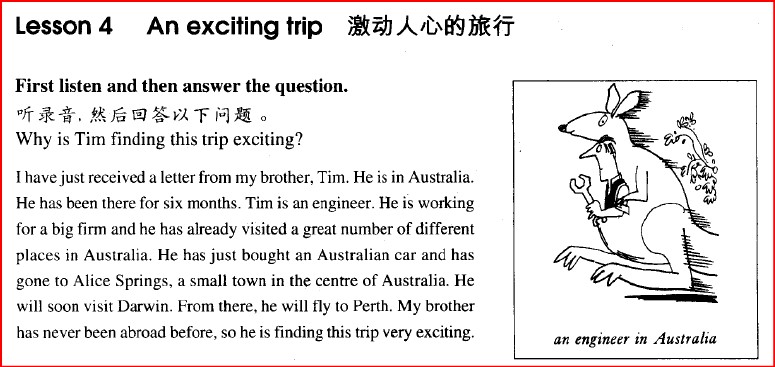 Lesson 4 An exciting trip 激动人心的旅行
First listen and then answer the question.
听录音，然后回答以下问题。
Why is Tim finding this trip exciting?
I have just received a letter from my brother, Tim. He is in Australia.
He has been there for six months. Tim is an engineer. He is working
for a big firm and he has already visited a great number of different
places in Australia. He has just bought an Australian car and has
gone to Alice Springs, a small town in the centre of Australia. He
will soon visit Darwin. From there, he will fly to Perth. My brother
has never been abroad before, so he is finding this trip very exciting.
an engineer in Australia